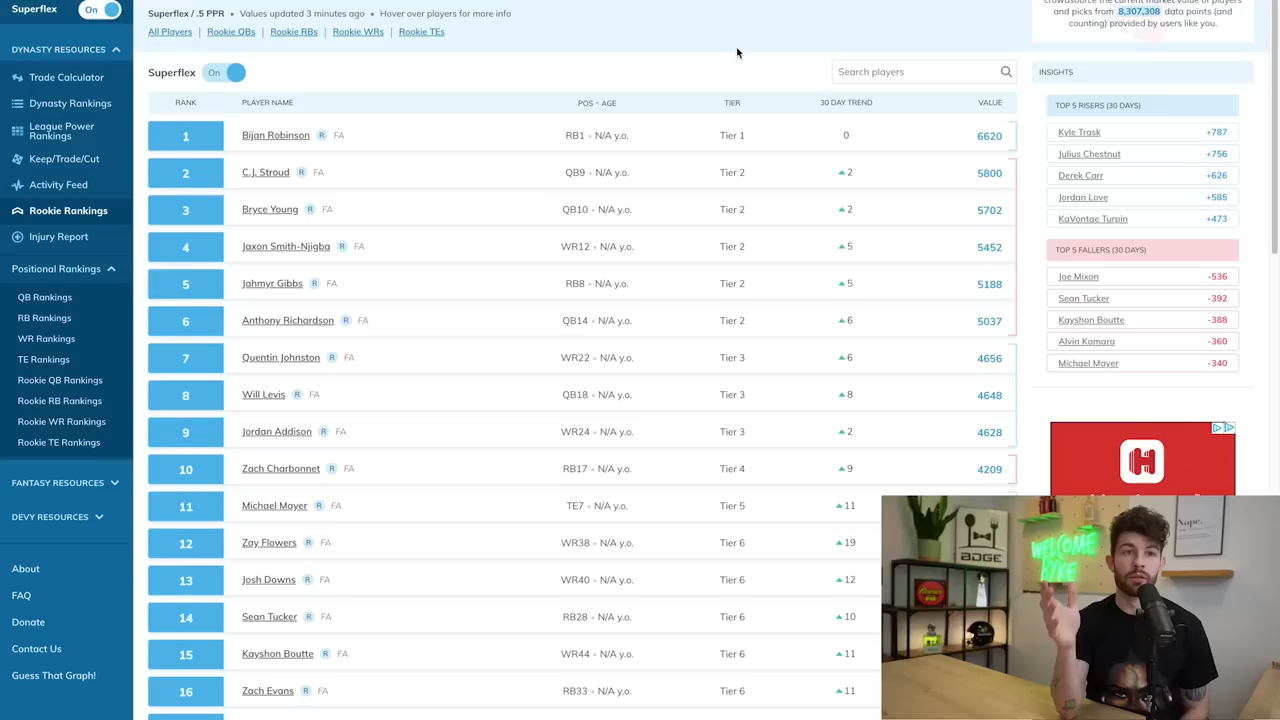 Superflex On
DYNASTY RESOURCES
Trade Calculator
Dynasty Rankings
League Power
Rankings
Keep/Trade/Cut
Activity Feed
Rookie Rankings
Injury Report
Positional Rankings
QB Rankings
RB Rankings
WR Rankings
TE Rankings
Rookie QB Rankings
Rookie RB Rankings
Rookie WR Rankings
Rookie TE Rankings
FANTASY RESOURCES
DEVY RESOURCES
About
FAQ
Donate
Contact Us
Guess That Graph!
Superflex / .5 PPR • Values updated 3 minutes ago • Hover over players for more info
All Players | Rookie QBs | Rookie RBs | Rookie WRs | Rookie TEs
Superflex On
Search players
RANK PLAYER NAME POS • AGE TIER 30 DAY TREND VALUE
1 Bijan Robinson R FA RB1 • N/A y.o. Tier 1 0 6620
2 C.J. Stroud R FA QB9 • N/A y.o. Tier 2 2 5800
3 Bryce Young R FA QB10 • N/A y.o. Tier 2 2 5702
4 Jaxon Smith-Njigba R FA WR12 • N/A y.o. Tier 2 5 5452
5 Jahmyr Gibbs R FA RB8 • N/A y.o. Tier 2 5 5188
6 Anthony Richardson R FA QB14 • N/A y.o. Tier 2 6 5037
7 Quentin Johnston R FA WR22 • N/A y.o. Tier 3 6 4656
8 Will Levis R FA QB18 • N/A y.o. Tier 3 8 4648
9 Jordan Addison R FA WR24 • N/A y.o. Tier 3 2 4628
10 Zach Charbonnet R FA RB17 • N/A y.o. Tier 4 9 4209
11 Michael Mayer R FA TE7 • N/A y.o. Tier 5 11
12 Zay Flowers R FA WR38 • N/A y.o. Tier 6 19
13 Josh Downs R FA WR40 • N/A y.o. Tier 6 12
14 Sean Tucker R FA RB28 • N/A y.o. Tier 6 10
15 Kayshon Boutte R FA WR44 • N/A y.o. Tier 6 11
16 Zach Evans R FA RB33 • N/A y.o. Tier 6 11
crowdsource the current market value of players
and picks from 8,307,308 data points (and
counting) provided by users like you.
INSIGHTS
TOP 5 RISERS (30 DAYS)
Kyle Trask +787
Julius Chestnut +756
Derek Carr +626
Jordan Love +585
KaVontae Turpin +473
TOP 5 FALLERS (30 DAYS)
Joe Mixon -536
Sean Tucker -392
Kayshon Boutte -388
Alvin Kamara -360
Michael Mayer -340
BDGE
WELCOME
BYKE
Nope.